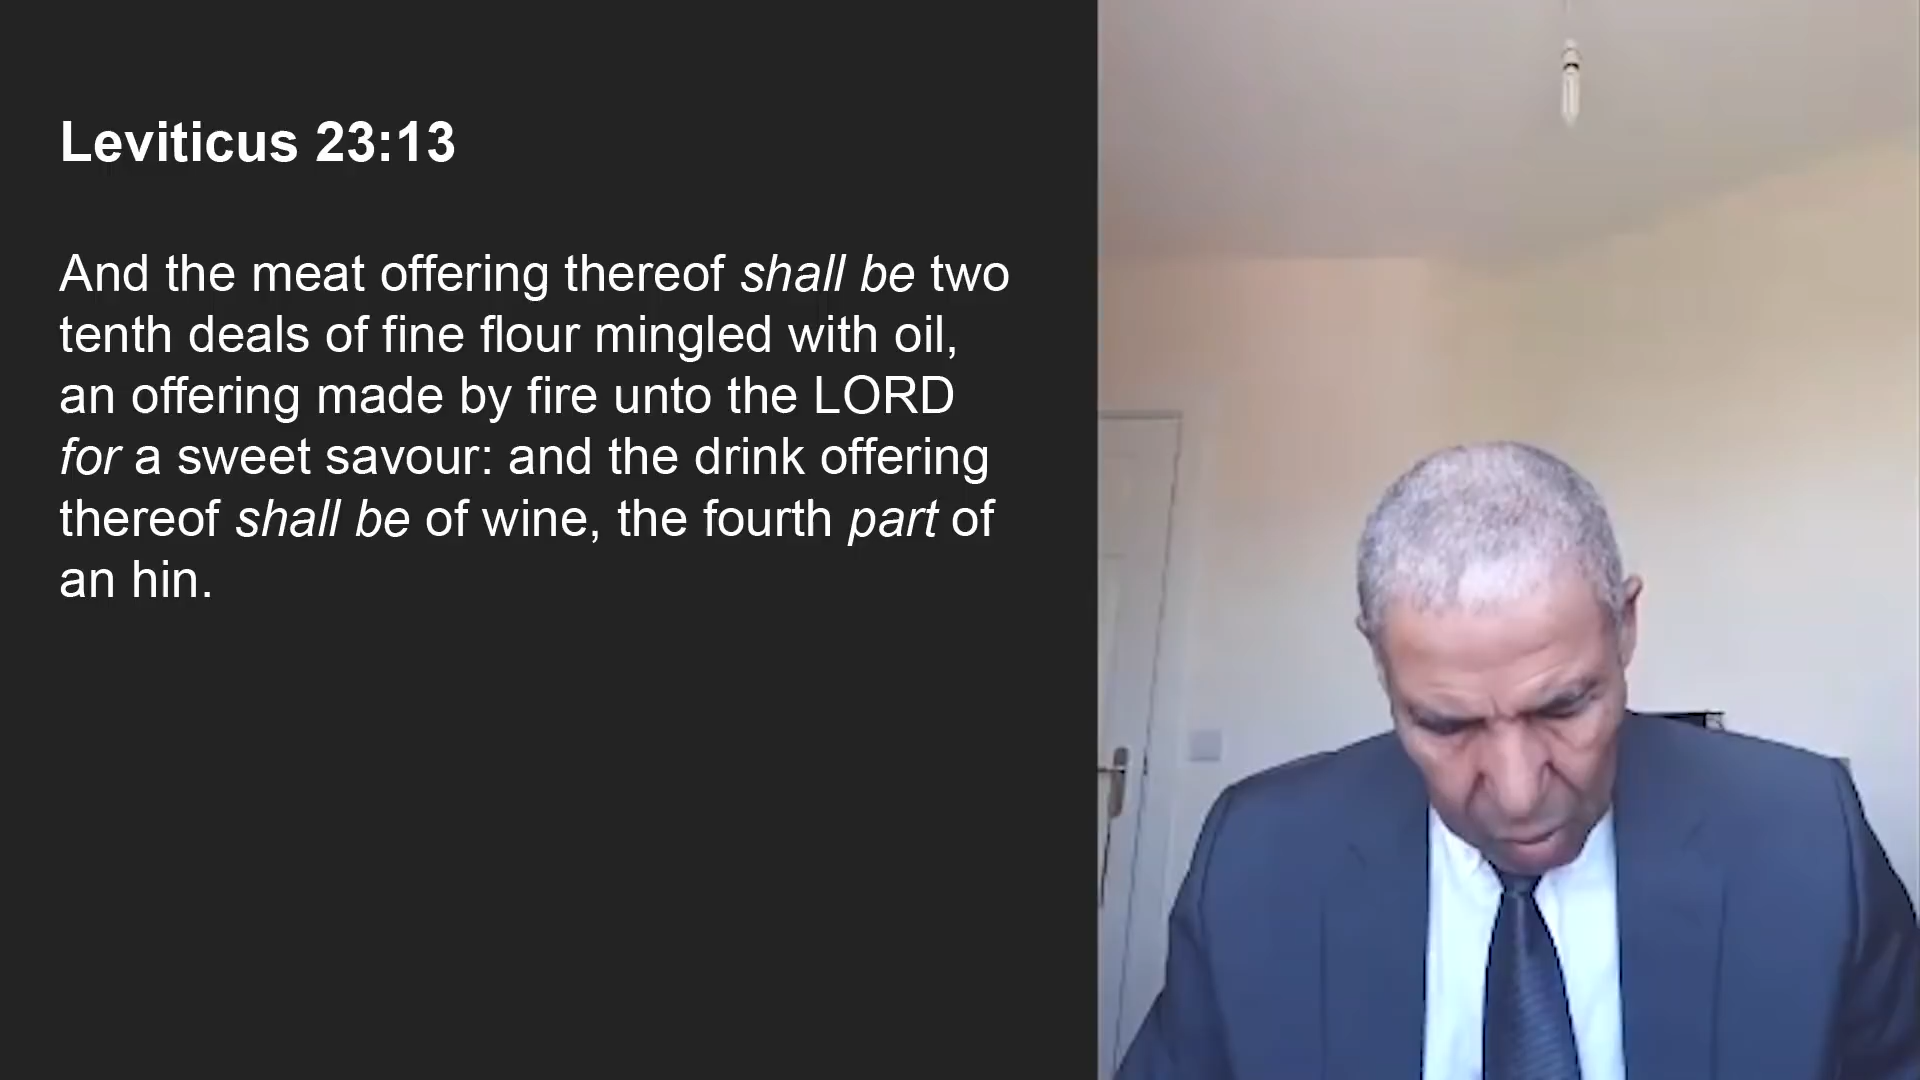 Leviticus 23:13
And the meat offering thereof shall be two
tenth deals of fine flour mingled with oil,
an offering made by fire unto the LORD
for a sweet savour: and the drink offering
thereof shall be of wine, the fourth part of
an hin.